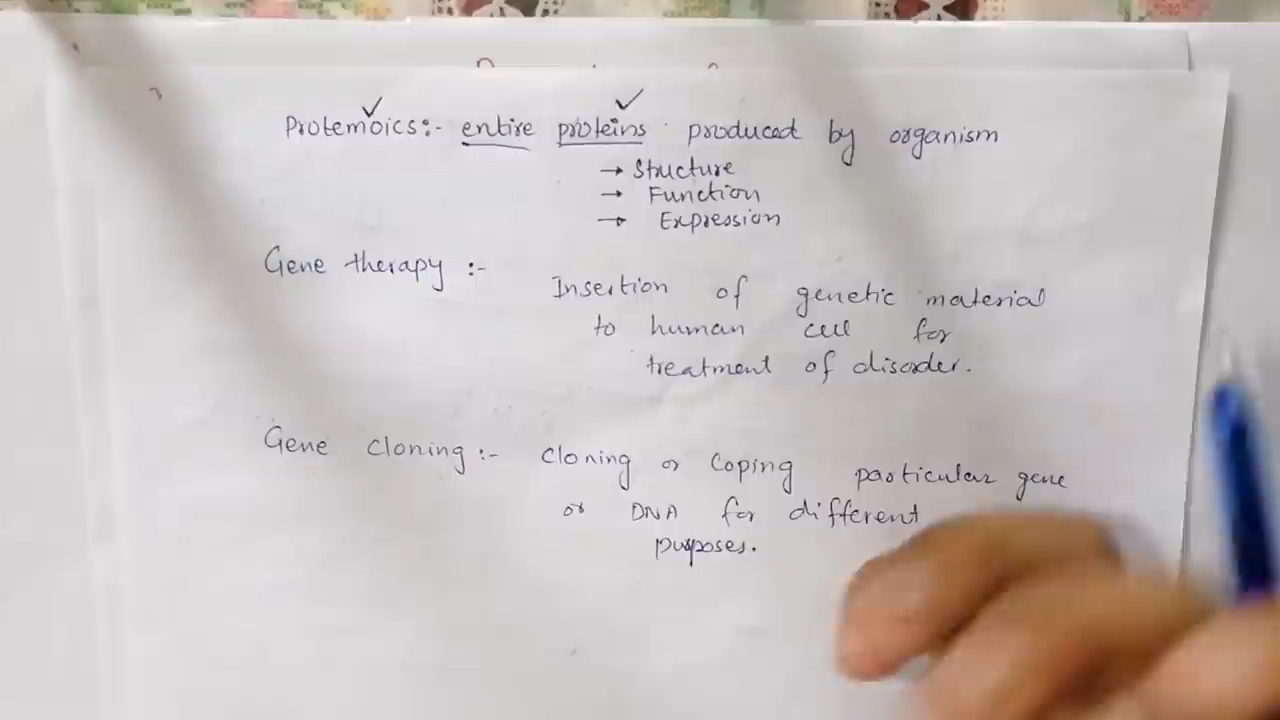 Protemoics:- entire proteins produced by organism
→ Structure
→ Function
→ Expression
Gene therapy :-
Insertion of genetic material
to human cell for
treatment of disorder.
Gene cloning :- cloning or coping particular gene
or DNA for different
purposes.